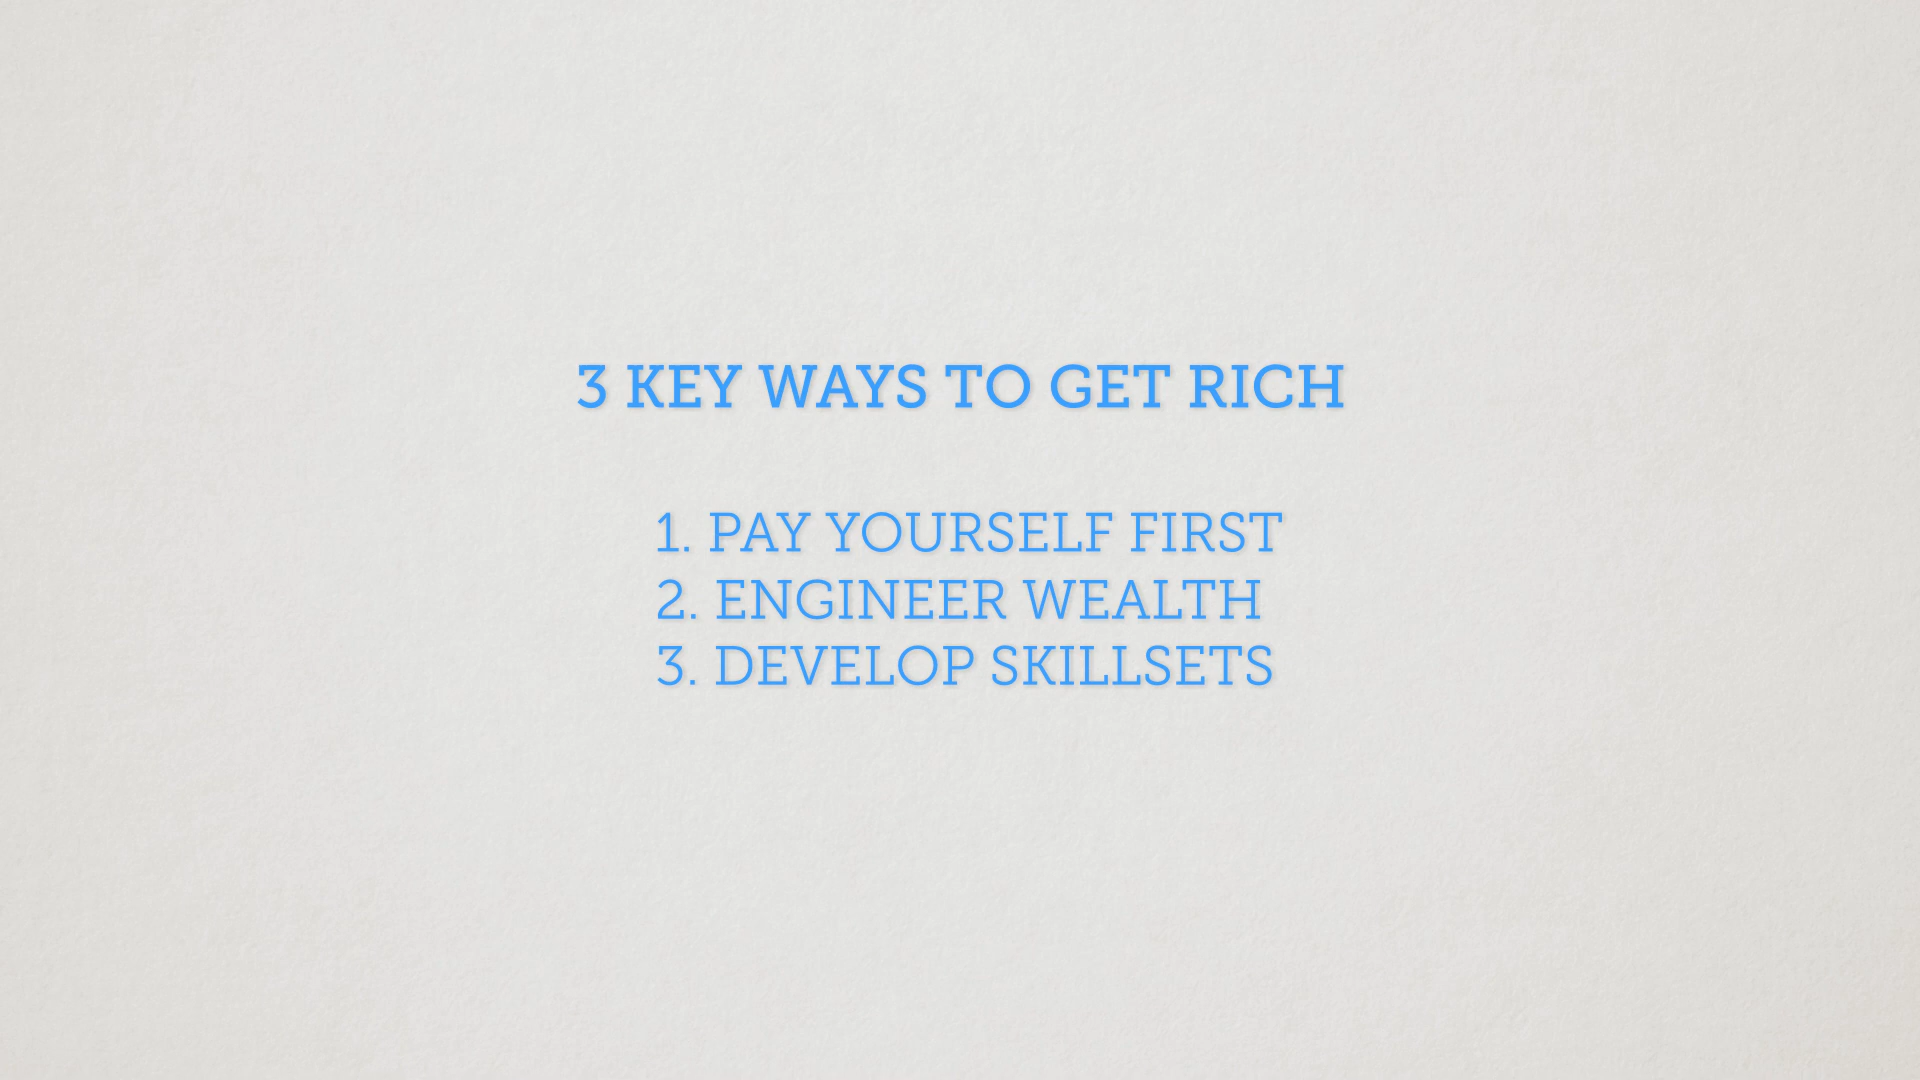 3 KEY WAYS TO GET RICH
1. PAY YOURSELF FIRST
2. ENGINEER WEALTH
3. DEVELOP SKILLSETS